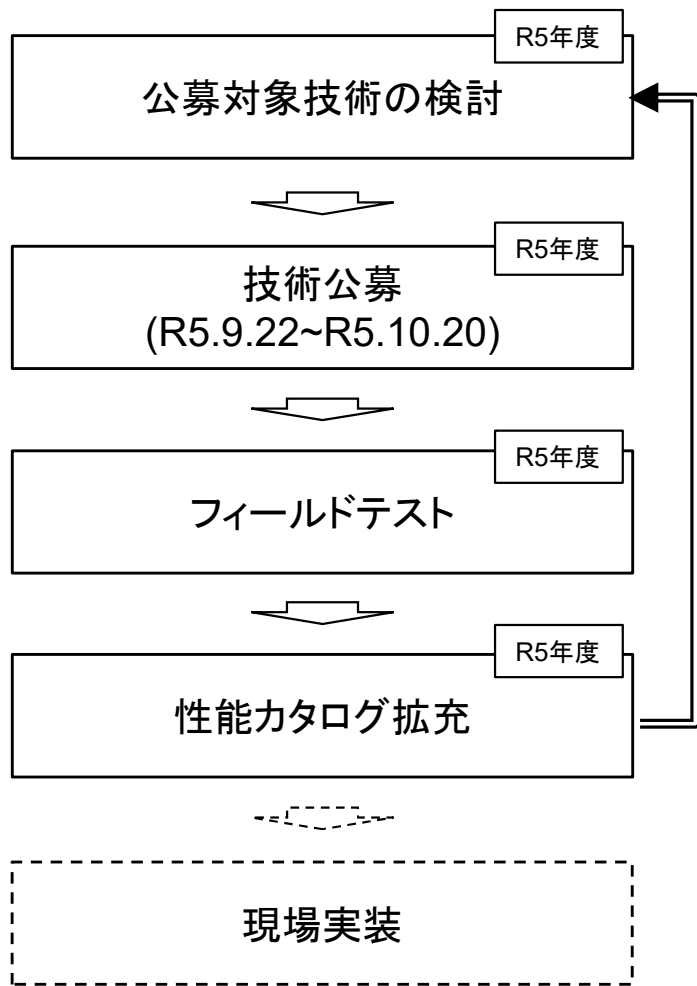 R5年度
公募対象技術の検討
R5年度
技術公募
(R5.9.22~R5.10.20)
R5年度
フィールドテスト
R5年度
性能カタログ拡充
現場実装